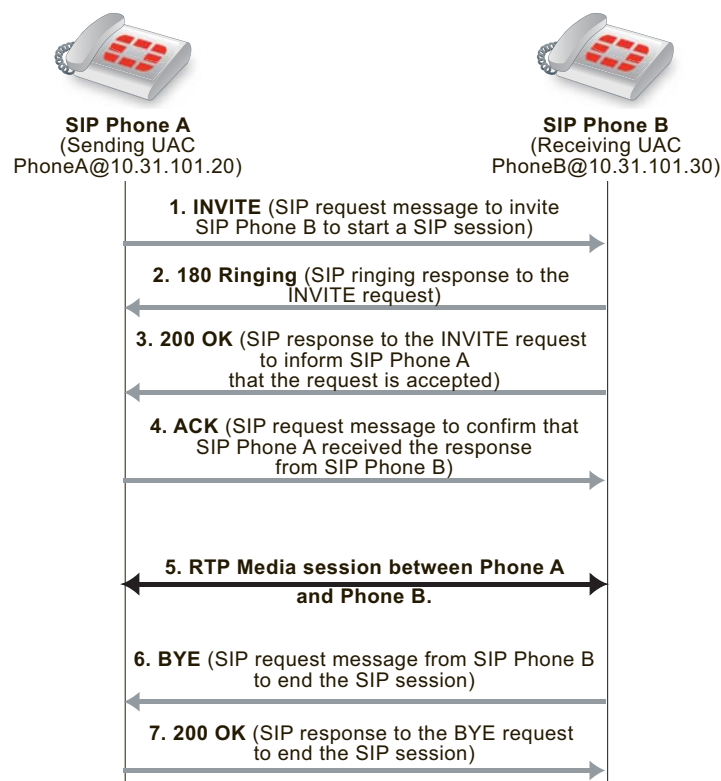 SIP Phone A
(Sending UAC
PhoneA@10.31.101.20)
SIP Phone B
(Receiving UAC
PhoneB@10.31.101.30)
1. INVITE (SIP request message to invite
SIP Phone B to start a SIP session)
2. 180 Ringing (SIP ringing response to the
INVITE request)
3. 200 OK (SIP response to the INVITE request
to inform SIP Phone A
that the request is accepted)
4. ACK (SIP request message to confirm that
SIP Phone A received the response
from SIP Phone B)
5. RTP Media session between Phone A
and Phone B.
6. BYE (SIP request message from SIP Phone B
to end the SIP session)
7. 200 OK (SIP response to the BYE request
to end the SIP session)